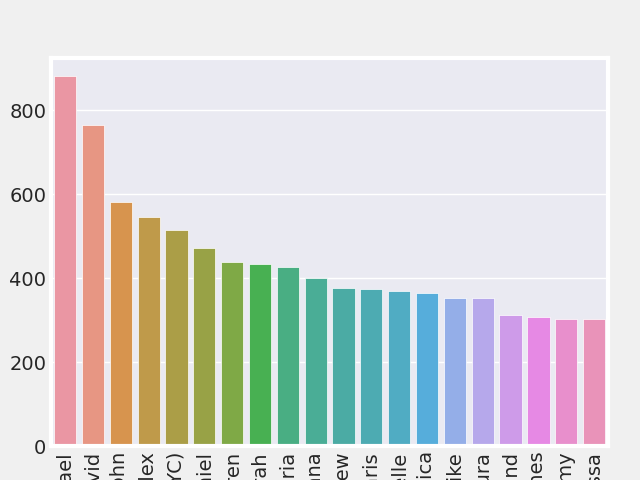 800
600
400
200
0
ael
vid
ohn
lex
YC)
niel
ren
rah
ria
nna
ew
ris
elle
ica
ike
ura
nd
nes
my
ssa